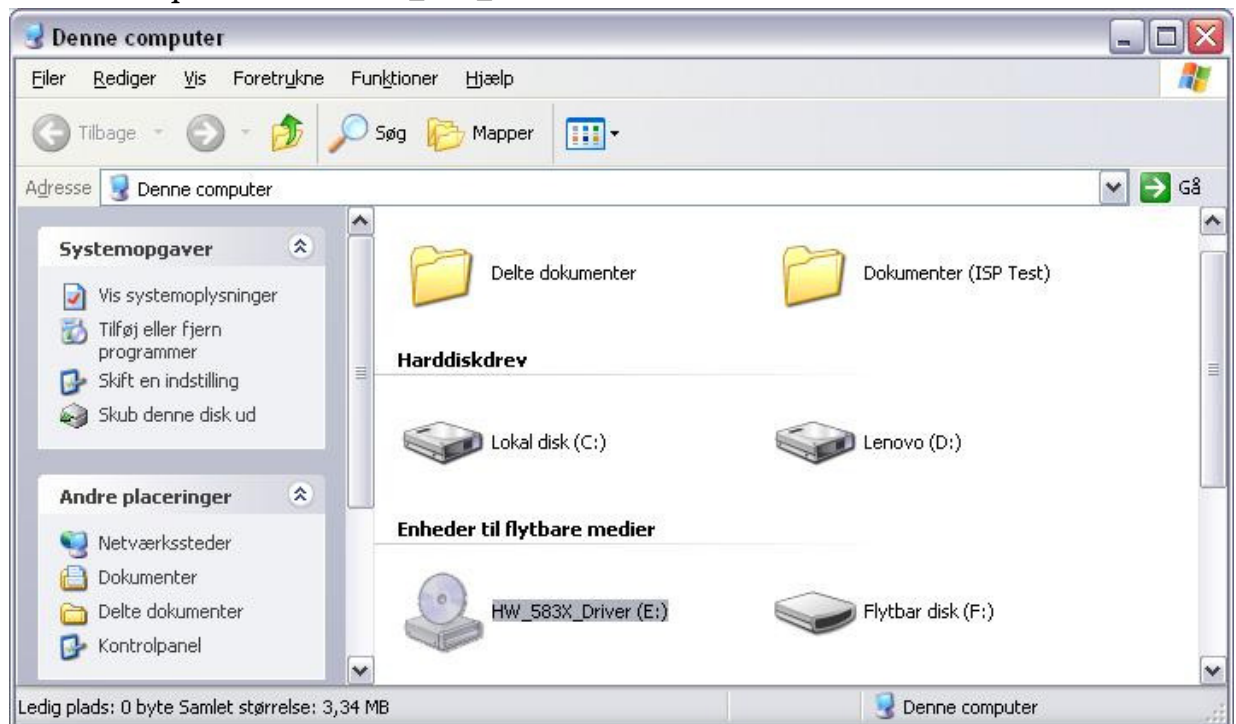 Denne computer
Filer Rediger Vis Foretrukne Funktioner Hjælp
Tilbage Søg Mapper
Adresse Denne computer Gå
Systemopgaver
Vis systemoplysninger
Tilføj eller fjern
programmer
Skift en indstilling
Skub denne disk ud
Andre placeringer
Netværkssteder
Dokumenter
Delte dokumenter
Kontrolpanel
Delte dokumenter Dokumenter (ISP Test)
Harddiskdrev
Lokal disk (C:) Lenovo (D:)
Enheder til flytbare medier
HW_583X_Driver (E:) Flytbar disk (F:)
Ledig plads: 0 byte Samlet størrelse: 3,34 MB Denne computer